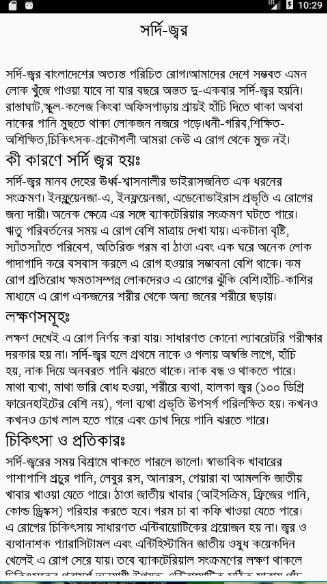 10:29
সর্দি-জ্বর
সর্দি-জ্বর বাংলাদেশের অত্যন্ত পরিচিত রোগ।আমাদের দেশে সম্ভবত এমন
লোক খুঁজে পাওয়া যাবে না যার বছরে অন্তত দু-একবার সর্দি-জ্বর হয়নি।
রাস্তাঘাট,স্কুল-কলেজ কিংবা অফিসপাড়ায় প্রায়ই হাঁচি দিতে থাকা অথবা
নাকের পানি মুছতে থাকা লোকজন নজরে পড়ে।ধনী-গরিব,শিক্ষিত-
অশিক্ষিত,চিকিৎসক-প্রকৌশলী আমরা কেউ এ রোগ থেকে মুক্ত নই।
কী কারণে সর্দি জ্বর হয়ঃ
সর্দি-জ্বর মানব দেহের ঊর্ধ্ব-শ্বাসনালীর ভাইরাসজনিত এক ধরনের
সংক্রমণ। ইনফ্লুয়েনজা-এ, ইনফ্লুয়েনজা, এডেনোভাইরাস প্রভৃতি এ রোগের
জন্য দায়ী। অনেক ক্ষেত্রে এর সঙ্গে ব্যাকটেরিয়ার সংক্রমণ ঘটতে পারে।
ঋতু পরিবর্তনের সময় এ রোগ বেশি মাত্রায় দেখা যায়। একটানা বৃষ্টি,
স্যাঁতস্যাঁতে পরিবেশ, অতিরিক্ত গরম বা ঠাণ্ডা এবং এক ঘরে অনেক লোক
গাদাগাদি করে বসবাস করলে এ রোগ হওয়ার সম্ভাবনা বেশি থাকে। কম
রোগ প্রতিরোধ ক্ষমতাসম্পন্ন লোকদেরও এ রোগের ঝুঁকি বেশি।হাঁচি-কাশির
মাধ্যমে এ রোগ একজনের শরীর থেকে অন্য জনের শরীরে ছড়ায়।
লক্ষণসমূহঃ
লক্ষণ দেখেই এ রোগ নির্ণয় করা যায়। সাধারণত কোনো ল্যাবরেটরি পরীক্ষার
দরকার হয় না। সর্দি-জ্বর হলে প্রথমে নাকে ও গলায় অস্বস্তি লাগে, হাঁচি
হয়, নাক দিয়ে অনবরত পানি ঝরতে থাকে। নাক বন্ধ ও থাকতে পারে।
মাথা ব্যথা, মাথা ভারি বোধ হওয়া, শরীরে ব্যথা, হালকা জ্বর (১০০ ডিগ্রি
ফারেনহাইটের বেশি নয়), গলা ব্যথা প্রভৃতি উপসর্গ পরিলক্ষিত হয়। কখনও
কখনও চোখ লাল হতে পারে এবং চোখ দিয়ে পানি ঝরতে পারে।
চিকিৎসা ও প্রতিকারঃ
সর্দি-জ্বরের সময় বিশ্রামে থাকতে পারলে ভালো। স্বাভাবিক খাবারের
পাশাপাশি প্রচুর পানি, লেবুর রস, আনারস, পেয়ারা বা আমলকি জাতীয়
খাবার খাওয়া যেতে পারে। ঠাণ্ডা জাতীয় খাবার (আইসক্রিম, ফ্রিজের পানি,
কোল্ড ড্রিঙ্কস) পরিহার করতে হবে। গরম চা বা কফি খাওয়া যেতে পারে।
এ রোগের চিকিৎসায় সাধারণত এন্টিবায়োটিকের প্রয়োজন হয় না। জ্বর ও
ব্যথানাশক প্যারাসিটামল এবং এন্টিহিস্টামিন জাতীয় ওষুধ কয়েকদিন
খেলেই এ রোগ সেরে যায়। তবে ব্যাকটেরিয়াল সংক্রমণের লক্ষণ থাকলে